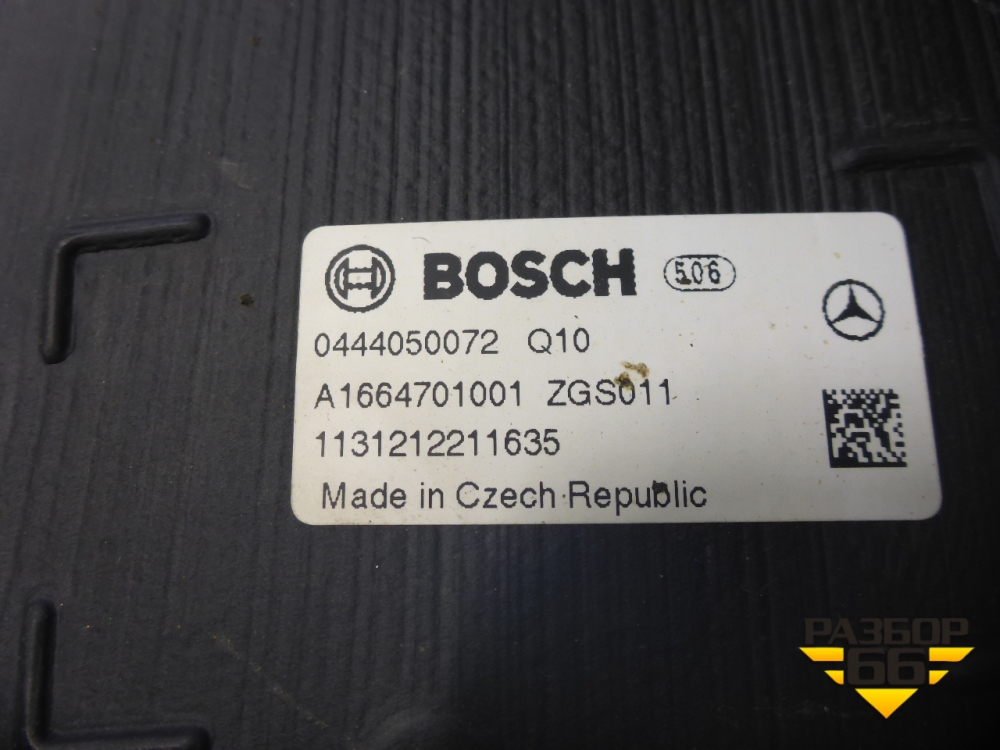 BOSCH 506
0444050072 Q10
A1664701001 ZGS011
1131212211635
Made in Czech Republic
РАЗБОР
66